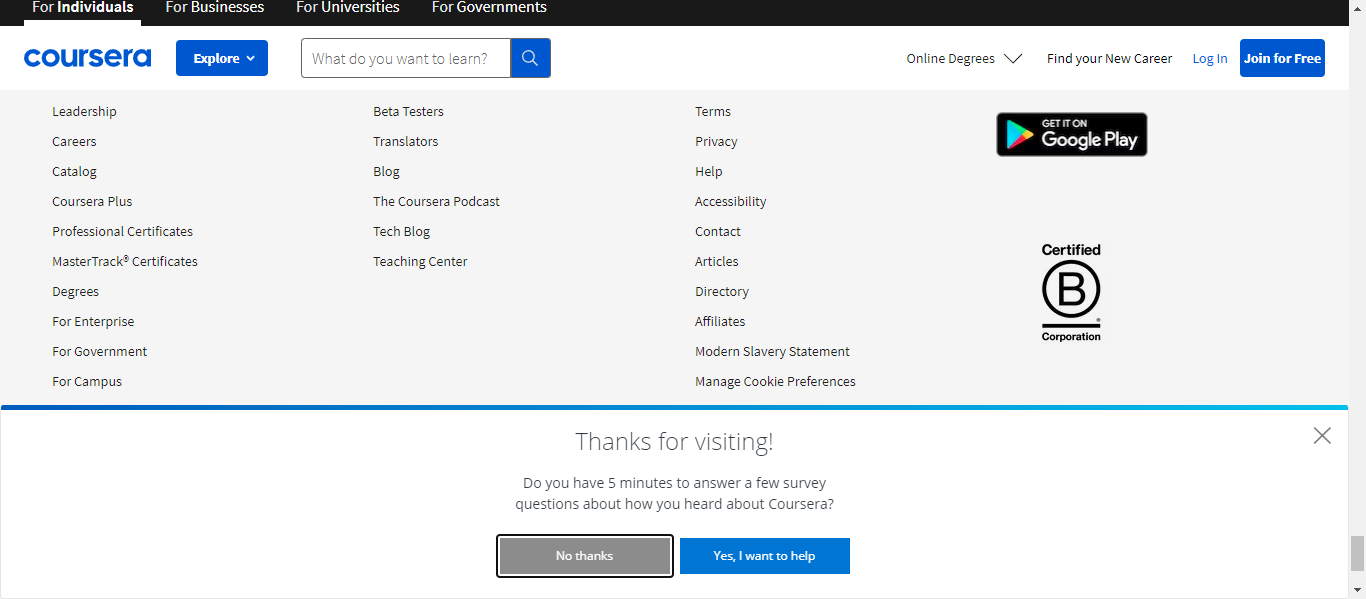 For Individuals For Businesses For Universities For Governments
coursera Explore What do you want to learn? Online Degrees Find your New Career Log In Join for Free
Leadership
Careers
Catalog
Coursera Plus
Professional Certificates
MasterTrack® Certificates
Degrees
For Enterprise
For Government
For Campus
Beta Testers
Translators
Blog
The Coursera Podcast
Tech Blog
Teaching Center
Terms
Privacy
Help
Accessibility
Contact
Articles
Directory
Affiliates
Modern Slavery Statement
Manage Cookie Preferences
GET IT ON
Google Play
Certified
B
Corporation
Thanks for visiting!
Do you have 5 minutes to answer a few survey
questions about how you heard about Coursera?
No thanks Yes, I want to help